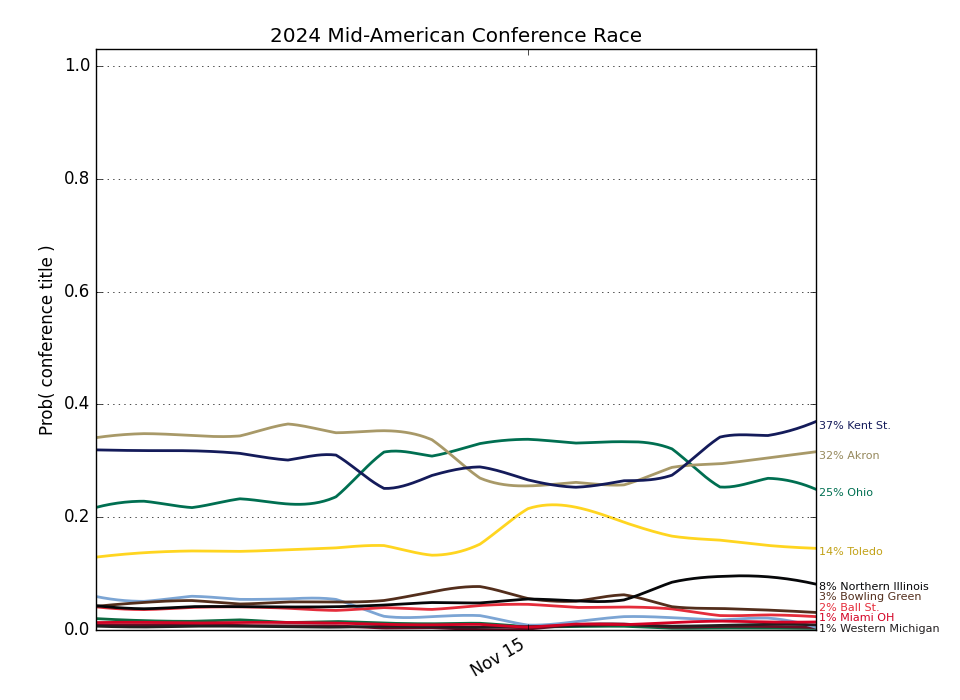 2024 Mid-American Conference Race
Prob( conference title )
1.0
0.8
0.6
0.4
0.2
0.0
Nov 15
37% Kent St.
32% Akron
25% Ohio
14% Toledo
8% Northern Illinois
3% Bowling Green
2% Ball St.
1% Miami OH
1% Western Michigan